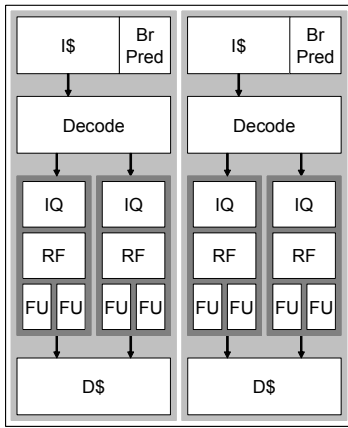 I$ Br Pred I$ Br Pred
Decode Decode
IQ IQ IQ IQ
RF RF RF RF
FU FU FU FU FU FU FU FU
D$ D$